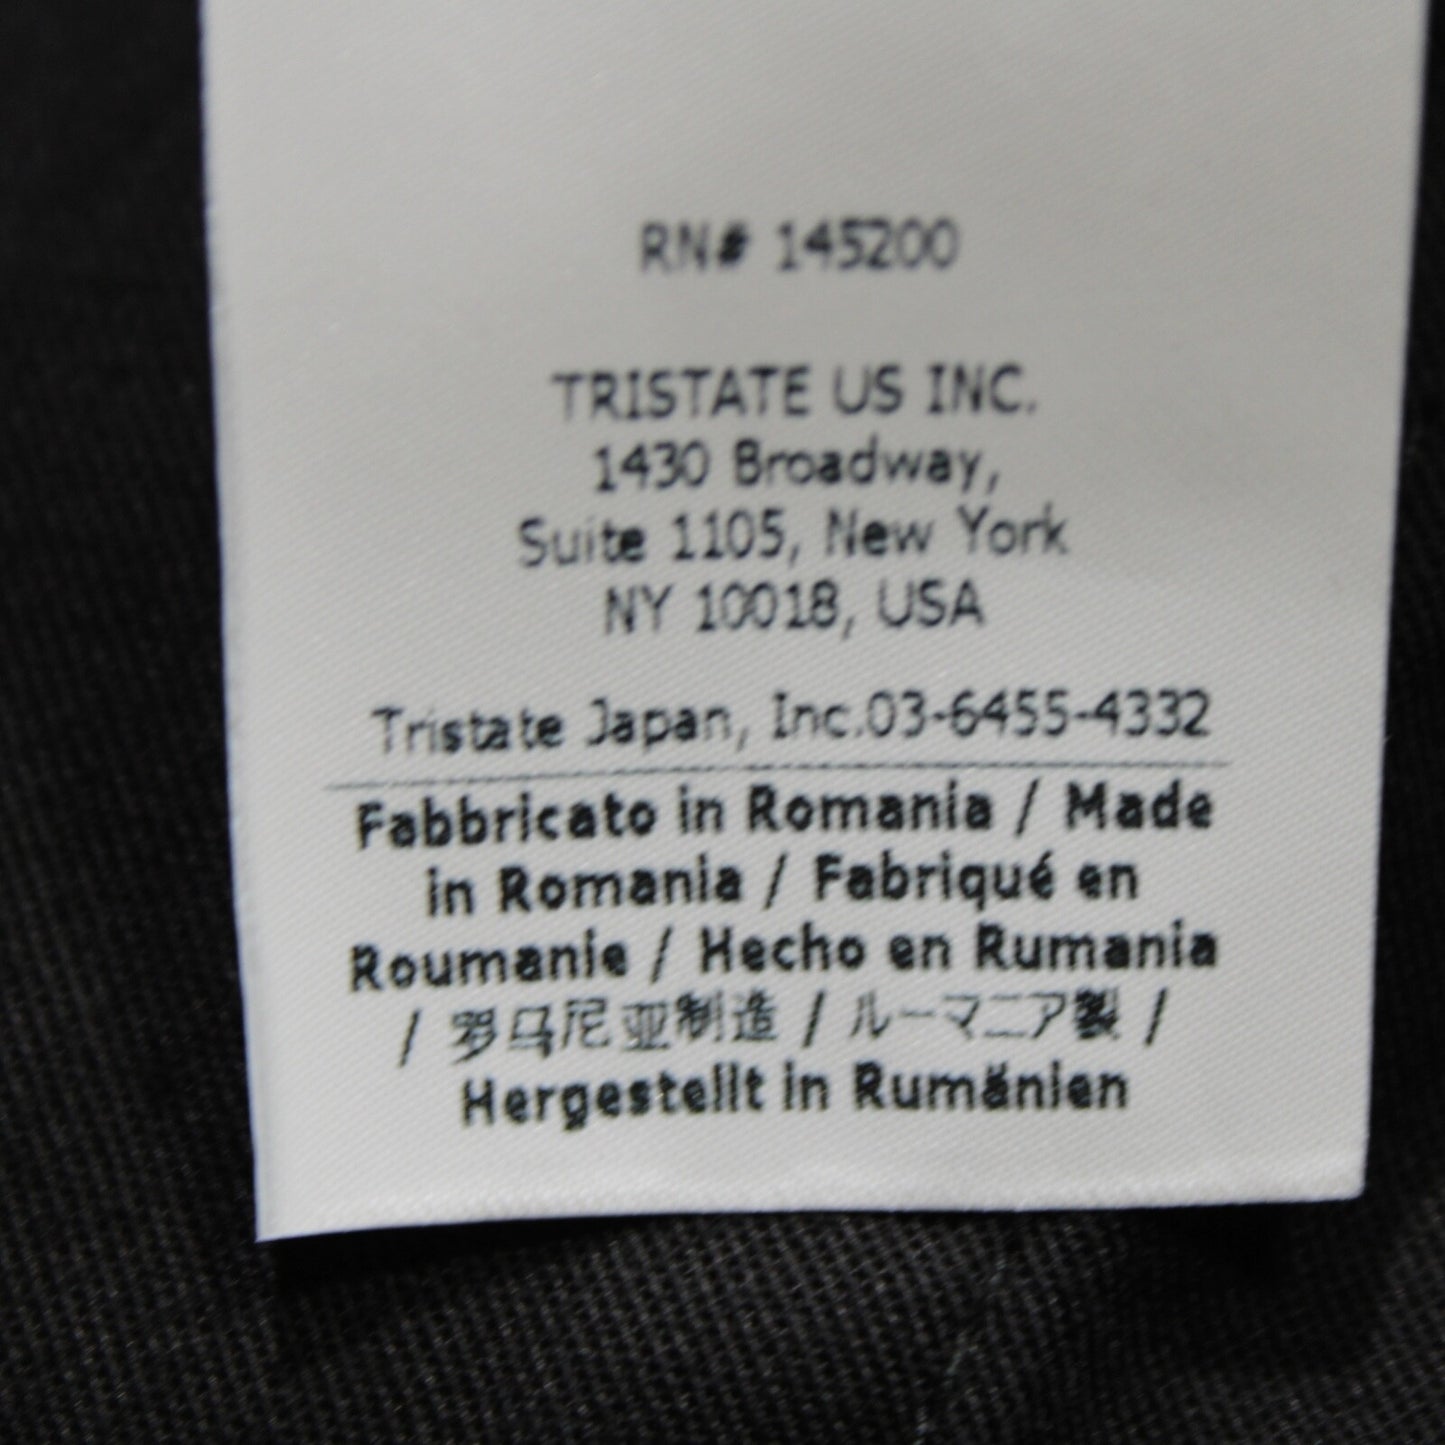 RN# 145200
TRISTATE US INC.
1430 Broadway,
Suite 1105, New York
NY 10018, USA
Tristate Japan, Inc.03-6455-4332
Fabbricato in Romania / Made
in Romania / Fabriqué en
Roumanie / Hecho en Rumania
/ 罗马尼亚制造 / ルーマニア製 /
Hergestellt in Rumänien